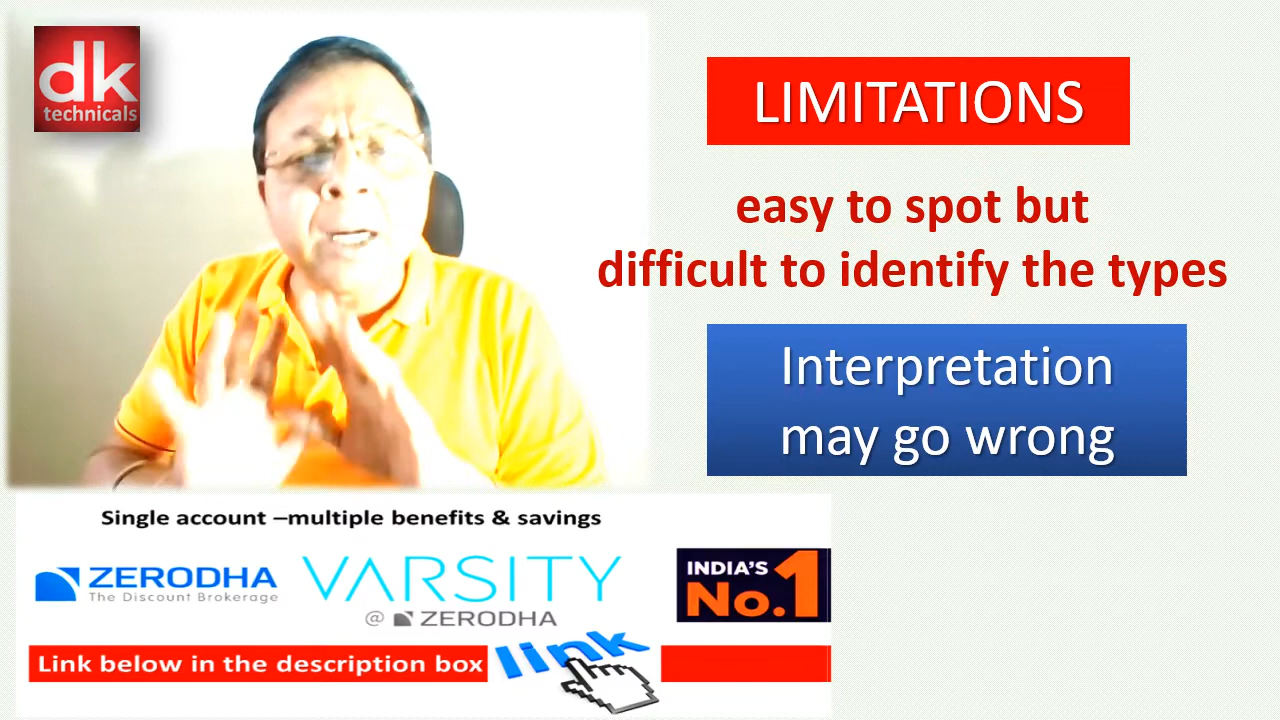 dk
technicals
LIMITATIONS
easy to spot but
difficult to identify the types
Interpretation
may go wrong
Single account –multiple benefits & savings
ZERODHA
The Discount Brokerage
VARSITY
@ ZERODHA
INDIA'S
No.1
Link below in the description box
link